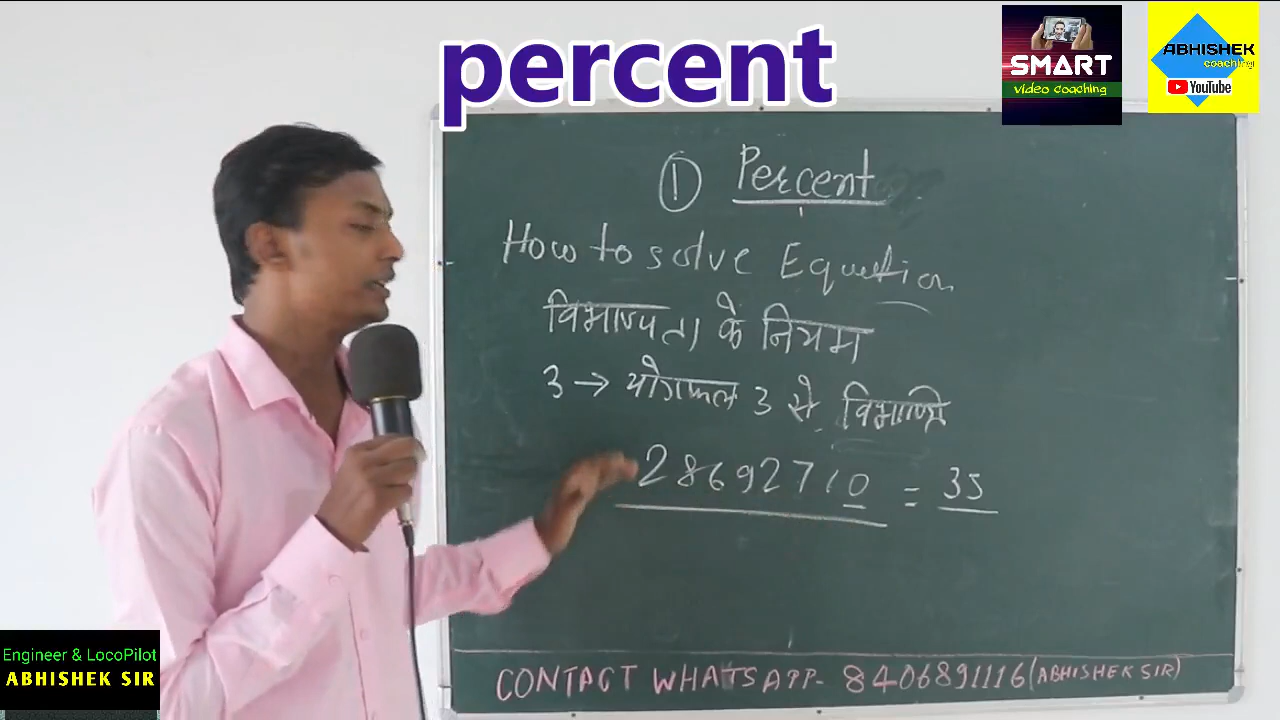 percent
SMART
video coaching
ABHISHEK
coaching
YouTube
① Percent
How to solve Equation
विभाज्यता के नियम
3 → योगफल 3 से विभाजि
28692710 = 35
CONTACT WHATSAPP- 8406891116 (ABHISHEK SIR)
Engineer & LocoPilot
ABHISHEK SIR